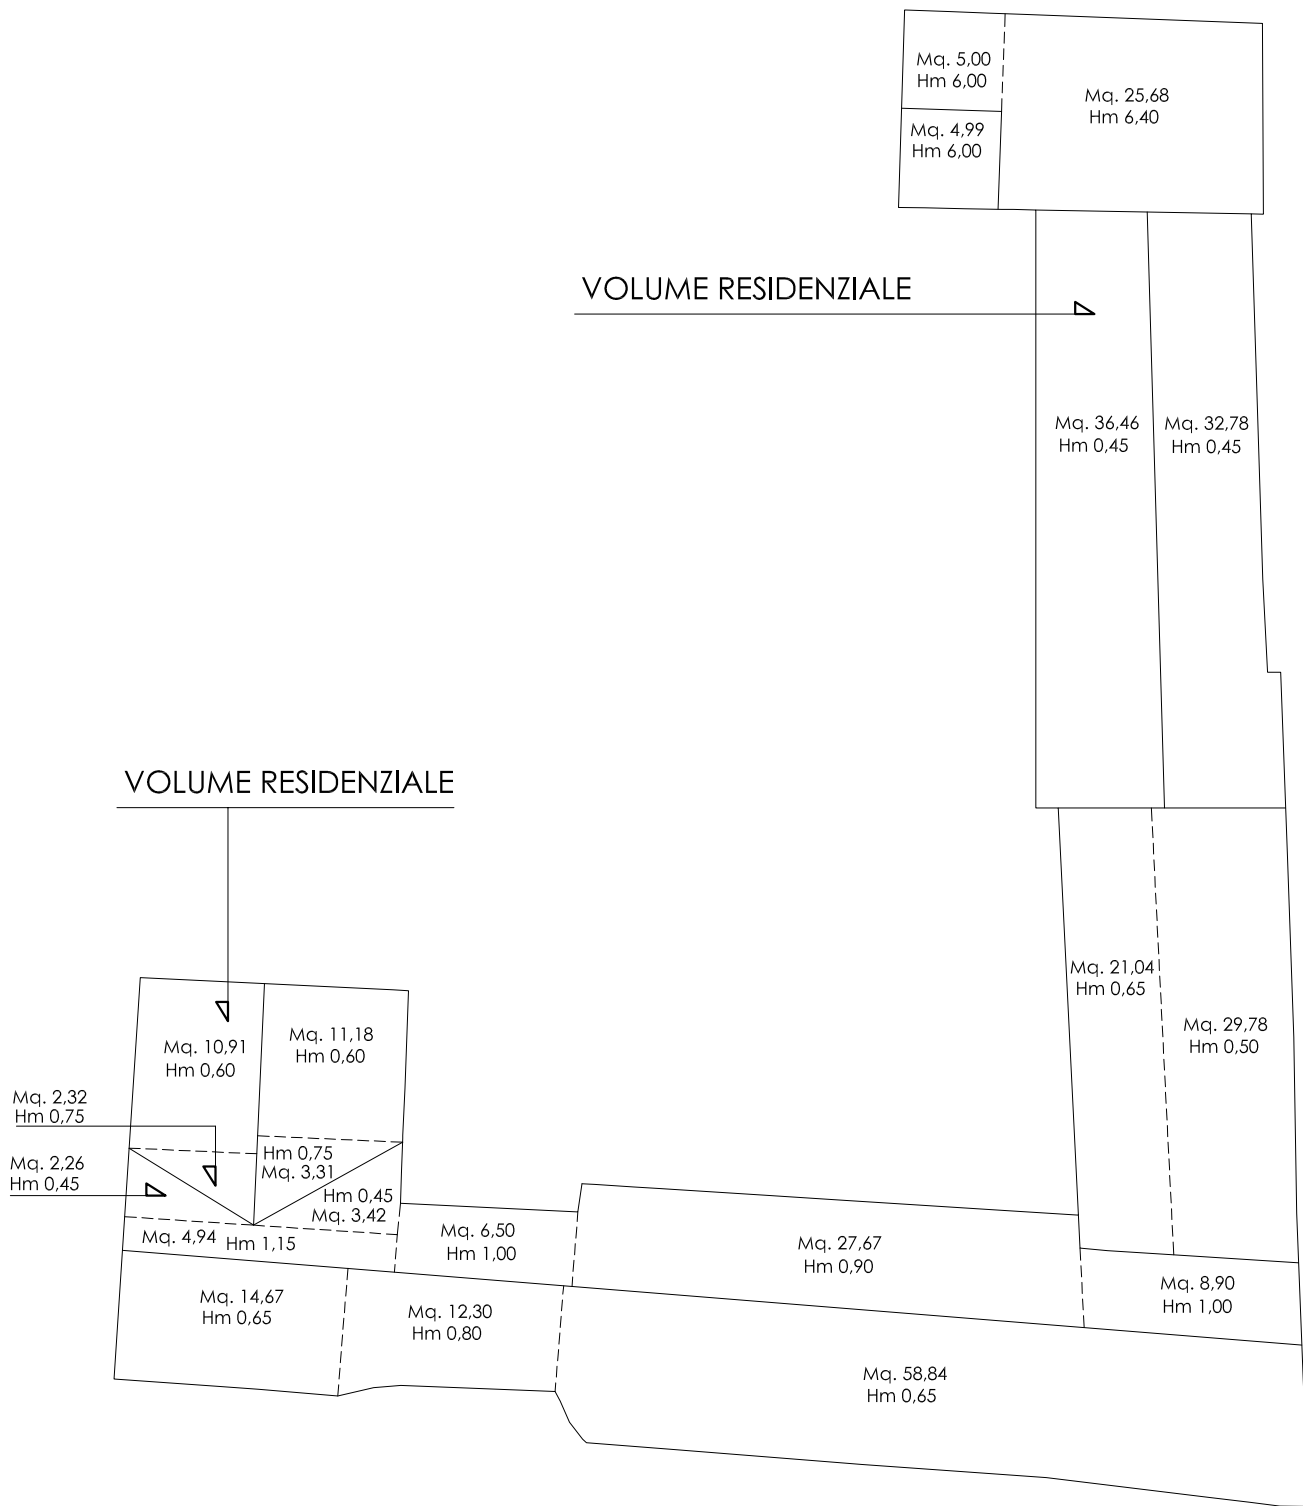 Mq. 5,00
Hm 6,00
Mq. 25,68
Hm 6,40
Mq. 4,99
Hm 6,00
VOLUME RESIDENZIALE
Mq. 36,46
Hm 0,45
Mq. 32,78
Hm 0,45
VOLUME RESIDENZIALE
Mq. 21,04
Hm 0,65
Mq. 29,78
Hm 0,50
Mq. 10,91
Hm 0,60
Mq. 11,18
Hm 0,60
Mq. 2,32
Hm 0,75
Mq. 2,26
Hm 0,45
Hm 0,75
Mq. 3,31
Hm 0,45
Mq. 3,42
Mq. 4,94 Hm 1,15
Mq. 6,50
Hm 1,00
Mq. 27,67
Hm 0,90
Mq. 8,90
Hm 1,00
Mq. 14,67
Hm 0,65
Mq. 12,30
Hm 0,80
Mq. 58,84
Hm 0,65